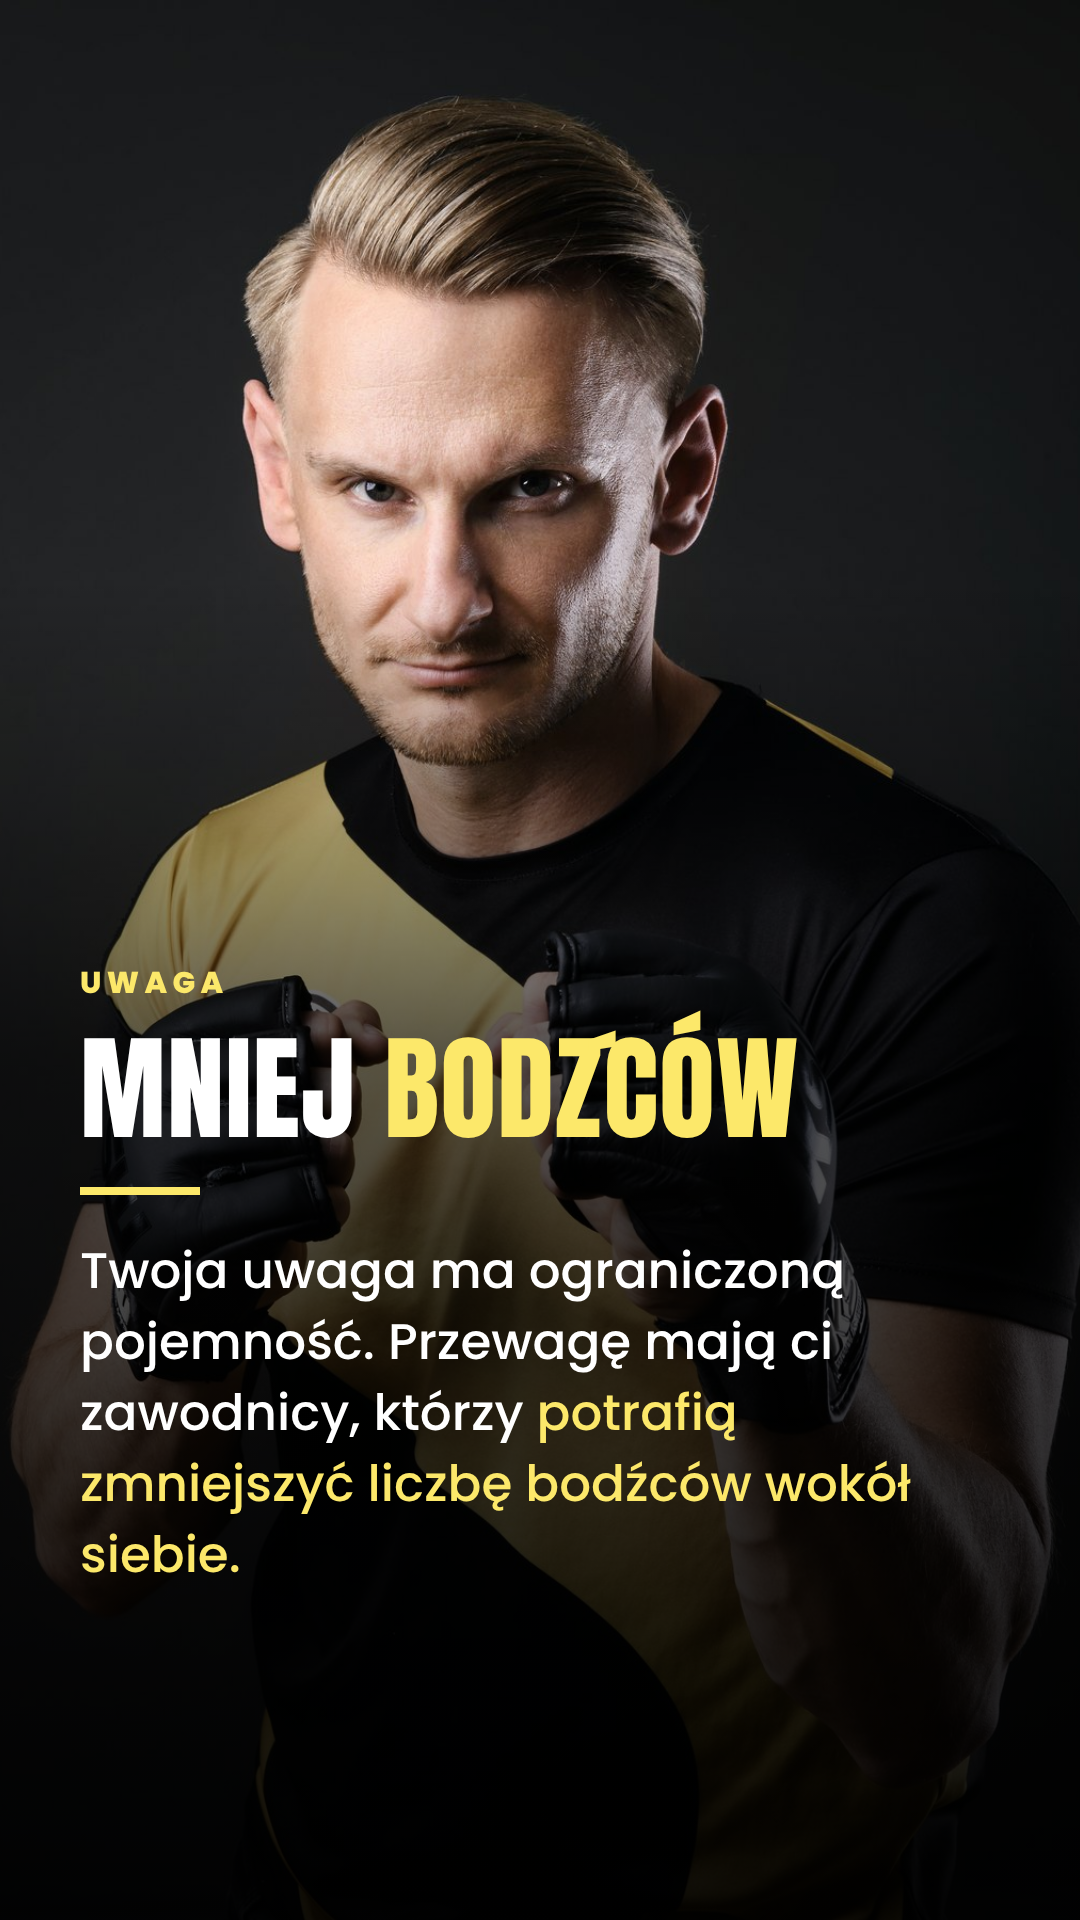 UWAGA
MNIEJ BODŹCÓW
Twoja uwaga ma ograniczoną
pojemność. Przewagę mają ci
zawodnicy, którzy potrafią
zmniejszyć liczbę bodźców wokół
siebie.